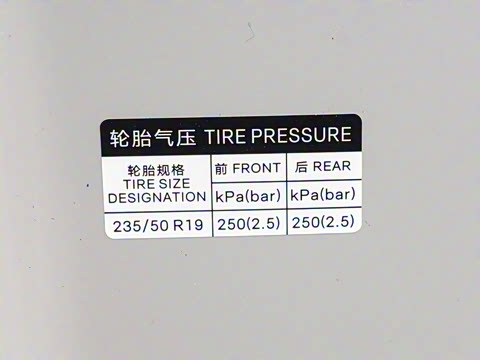 轮胎气压 TIRE PRESSURE
轮胎规格 TIRE SIZE DESIGNATION 前 FRONT 后 REAR
kPa(bar) kPa(bar)
235/50 R19 250(2.5) 250(2.5)